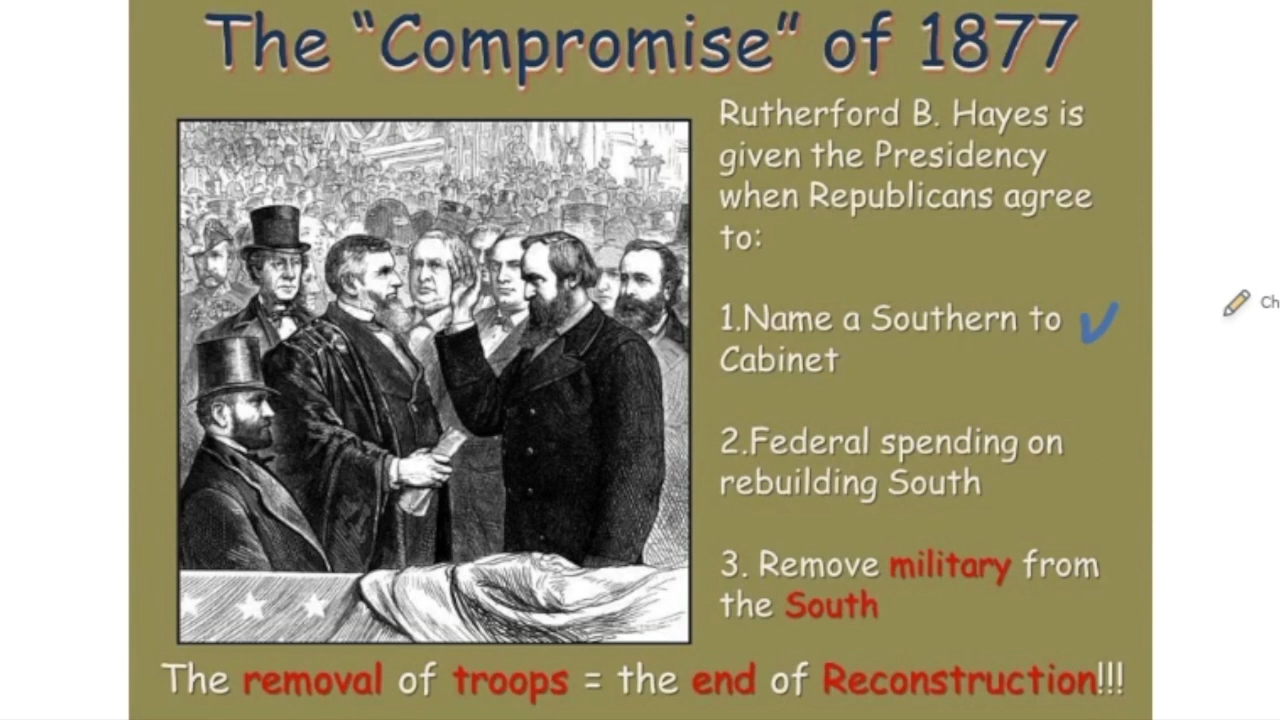 The “Compromise” of 1877
Rutherford B. Hayes is
given the Presidency
when Republicans agree
to:
1.Name a Southern to
Cabinet
2.Federal spending on
rebuilding South
3. Remove military from
the South
The removal of troops = the end of Reconstruction!!!
Ch